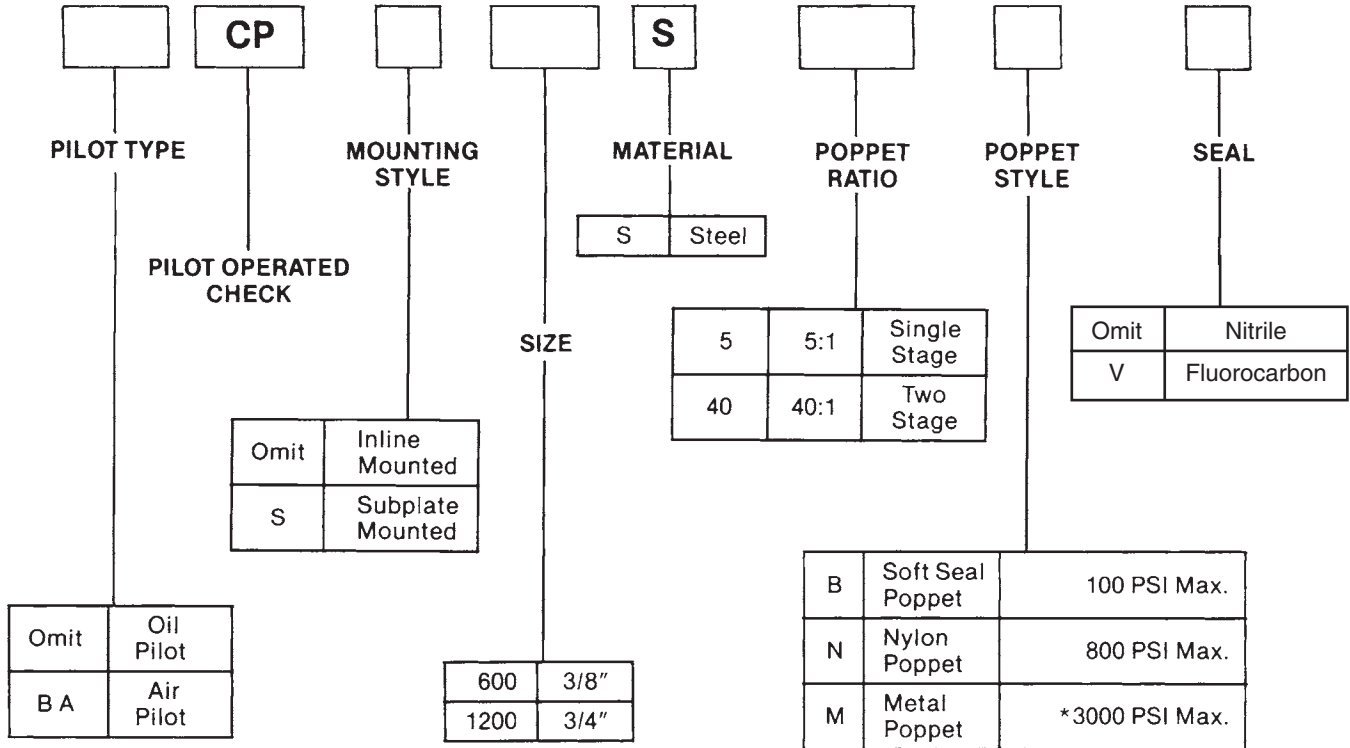 CP S
PILOT TYPE
PILOT OPERATED
CHECK
MOUNTING
STYLE
Omit Inline
Mounted
S Subplate
Mounted
Omit Oil
Pilot
B A Air
Pilot
SIZE
600 3/8"
1200 3/4"
MATERIAL
S Steel
POPPET
RATIO
5 5:1 Single
Stage
40 40:1 Two
Stage
POPPET
STYLE
B Soft Seal
Poppet 100 PSI Max.
N Nylon
Poppet 800 PSI Max.
M Metal
Poppet *3000 PSI Max.
SEAL
Omit Nitrile
V Fluorocarbon